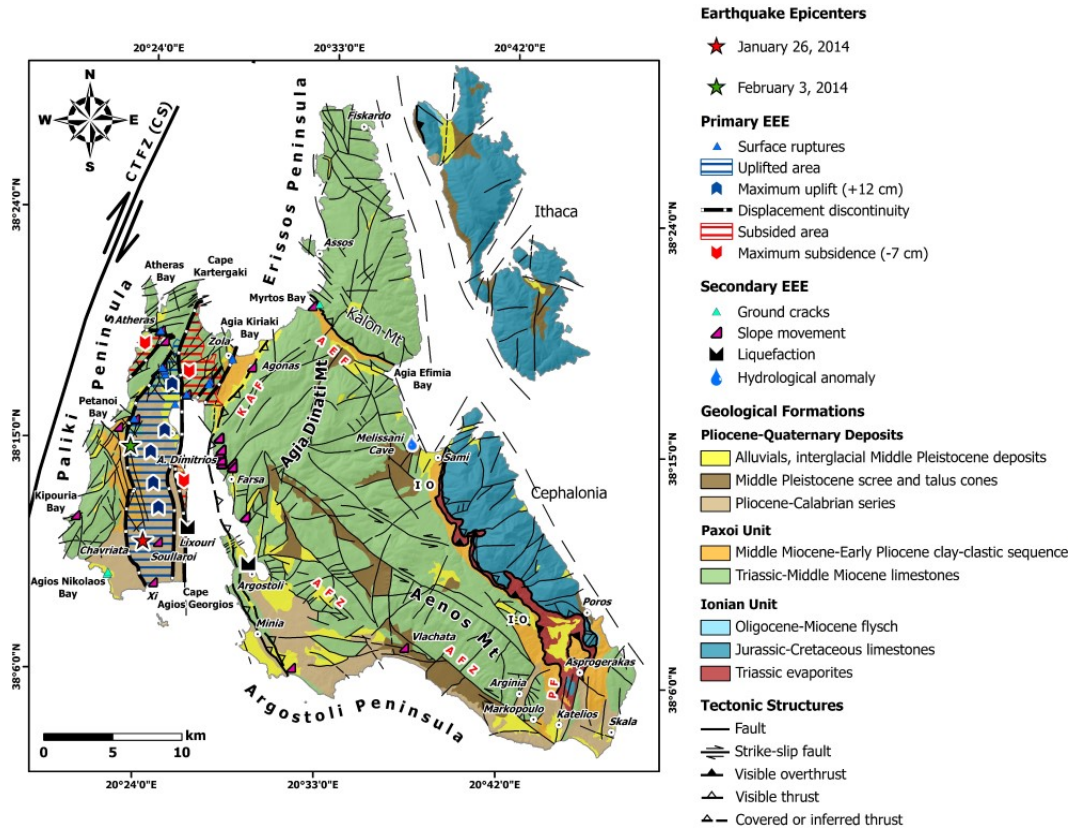 20°24'0"E
20°33'0"E
20°42'0"E
N
W
E
S
38°24'0"N
38°15'0"N
38°6'0"N
38°24'0"N
38°15'0"N
38°6'0"N
CTFZ (CS)
Fiskardo
Erissos Peninsula
Ithaca
Assos
Atheras
Bay
Cape
Kartergaki
Myrtos Bay
Kalon Mt
Paliki Peninsula
Atheras
Zola
Agia Kiriaki
Bay
AEF
Agonas
Agia Efimia
Bay
KAF
Agia Dinati Mt
Petanoi
Bay
Melissani
Cave
Sami
A. Dimitrios
Farsa
IO
Cephalonia
Kipouria
Bay
Lixouri
Chavriata
Soullaroi
Agios Nikolaos
Bay
Xi
Cape
Agios Georgios
Argostoli
AFZ
Aenos Mt
IO
Poros
Minia
Vlachata
AFZ
Asprogerakas
Arginia
PF
Markopoulo
Katelios
Skala
Argostoli Peninsula
km
0
5
10
20°24'0"E
20°33'0"E
20°42'0"E
Earthquake Epicenters
January 26, 2014
February 3, 2014
Primary EEE
Surface ruptures
Uplifted area
Maximum uplift (+12 cm)
Displacement discontinuity
Subsided area
Maximum subsidence (-7 cm)
Secondary EEE
Ground cracks
Slope movement
Liquefaction
Hydrological anomaly
Geological Formations
Pliocene-Quaternary Deposits
Alluvials, interglacial Middle Pleistocene deposits
Middle Pleistocene scree and talus cones
Pliocene-Calabrian series
Paxoi Unit
Middle Miocene-Early Pliocene clay-clastic sequence
Triassic-Middle Miocene limestones
Ionian Unit
Oligocene-Miocene flysch
Jurassic-Cretaceous limestones
Triassic evaporites
Tectonic Structures
Fault
Strike-slip fault
Visible overthrust
Visible thrust
Covered or inferred thrust